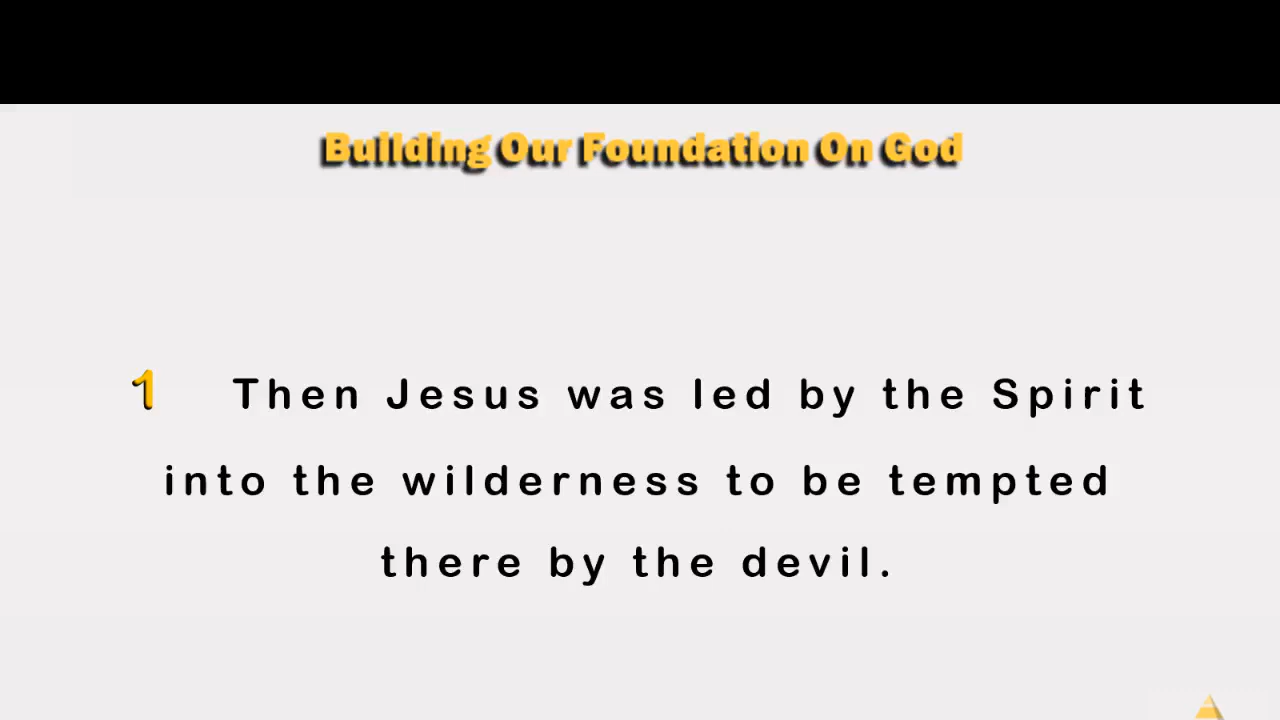 Building Our Foundation On God
1 Then Jesus was led by the Spirit
into the wilderness to be tempted
there by the devil.